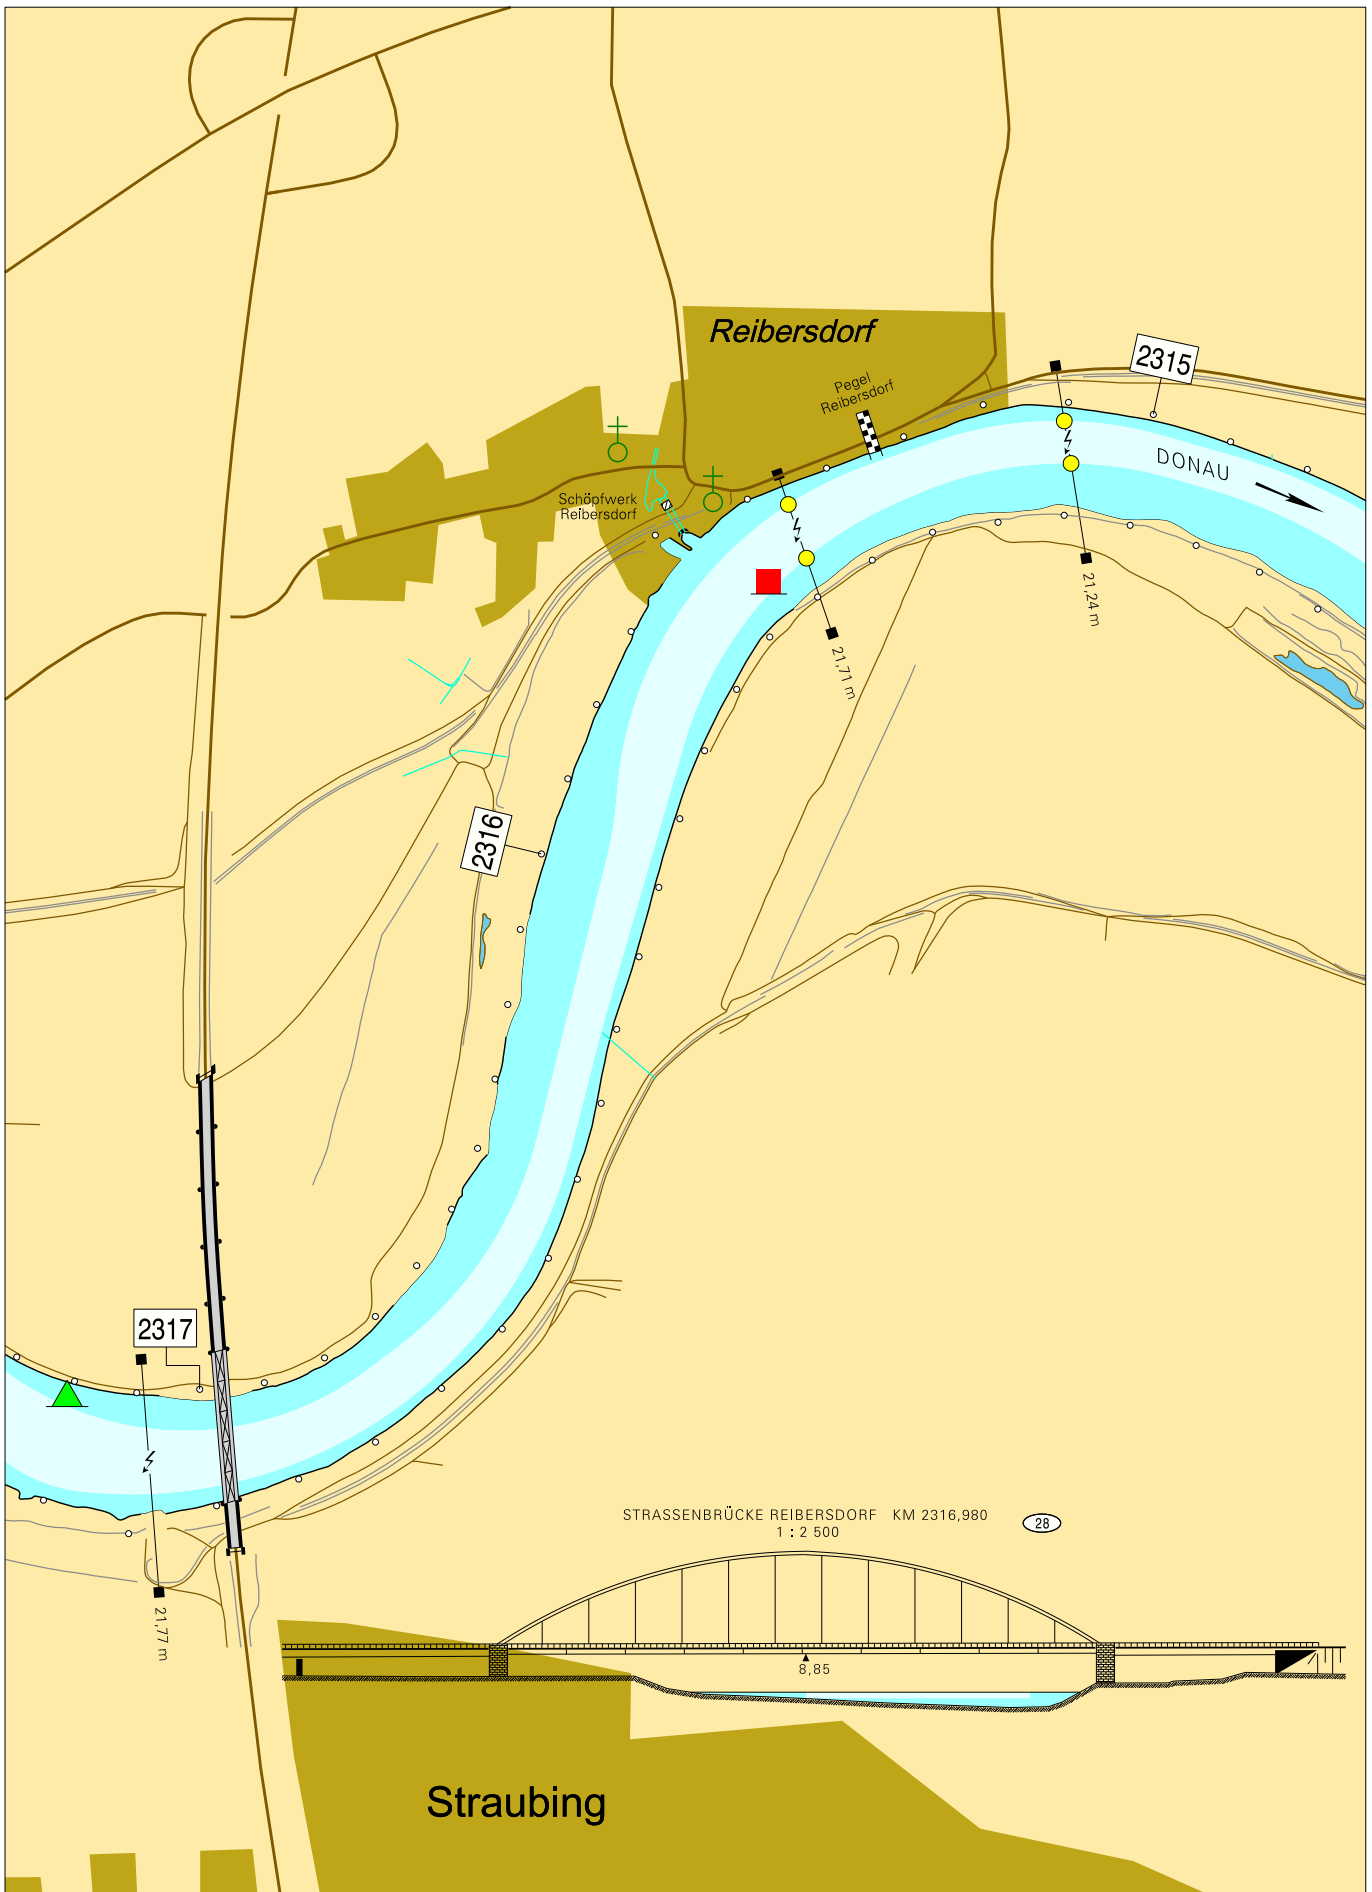 Reibersdorf
2315
Pegel
Reibersdorf
DONAU
Schöpfwerk
Reibersdorf
21,24 m
21,71 m
2316
2317
21,77 m
STRASSENBRÜCKE REIBERSDORF KM 2316,980
1 : 2 500
28
8,85
Straubing